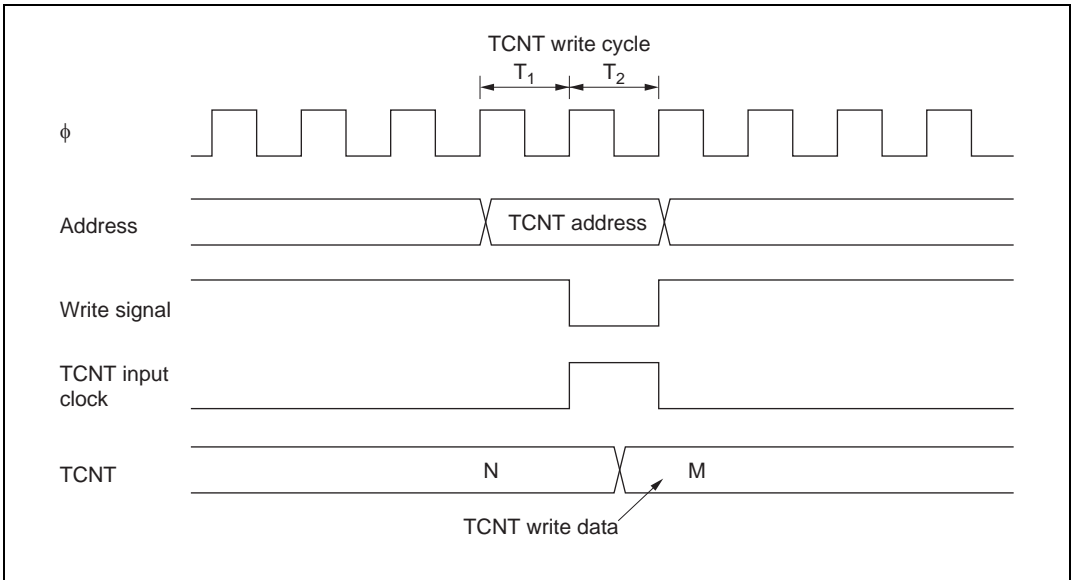 TCNT write cycle
T1 T2
φ
Address
TCNT address
Write signal
TCNT input
clock
TCNT
N
M
TCNT write data